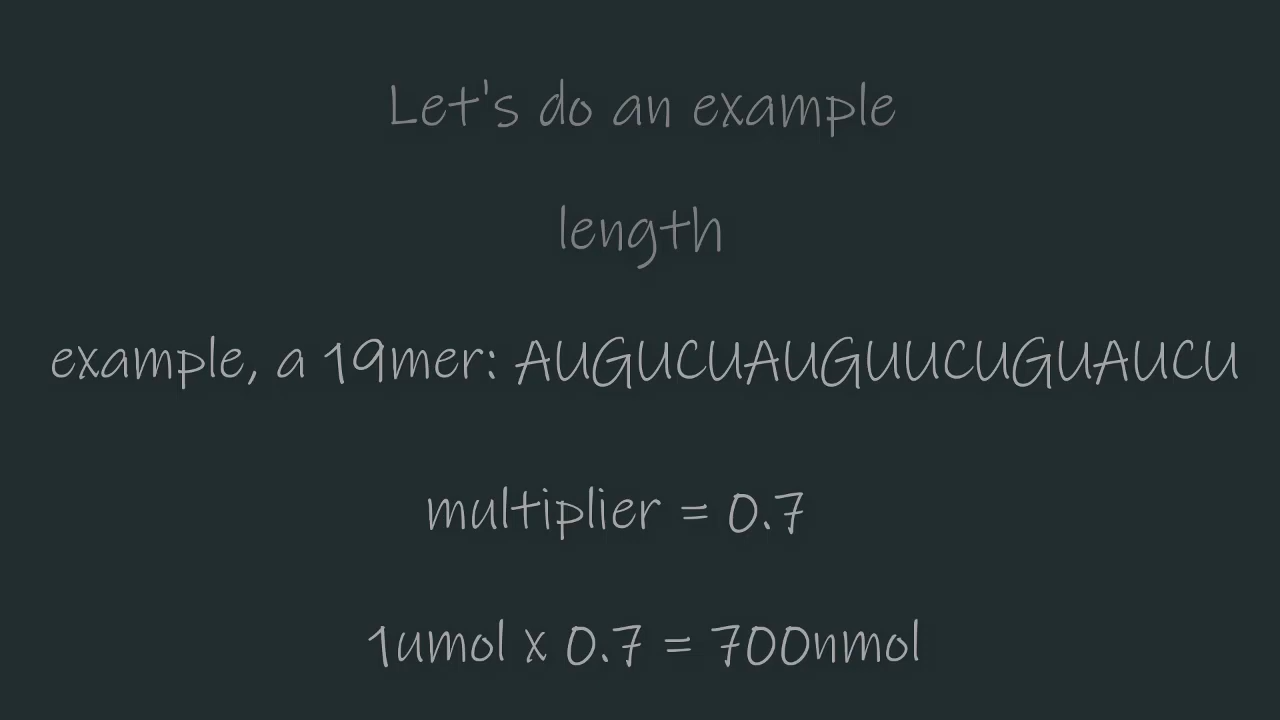 Let's do an example
length
example, a 19mer: AUGUCUAUGUUCUGUAUCU
multiplier = 0.7
1umol x 0.7 = 700nmol